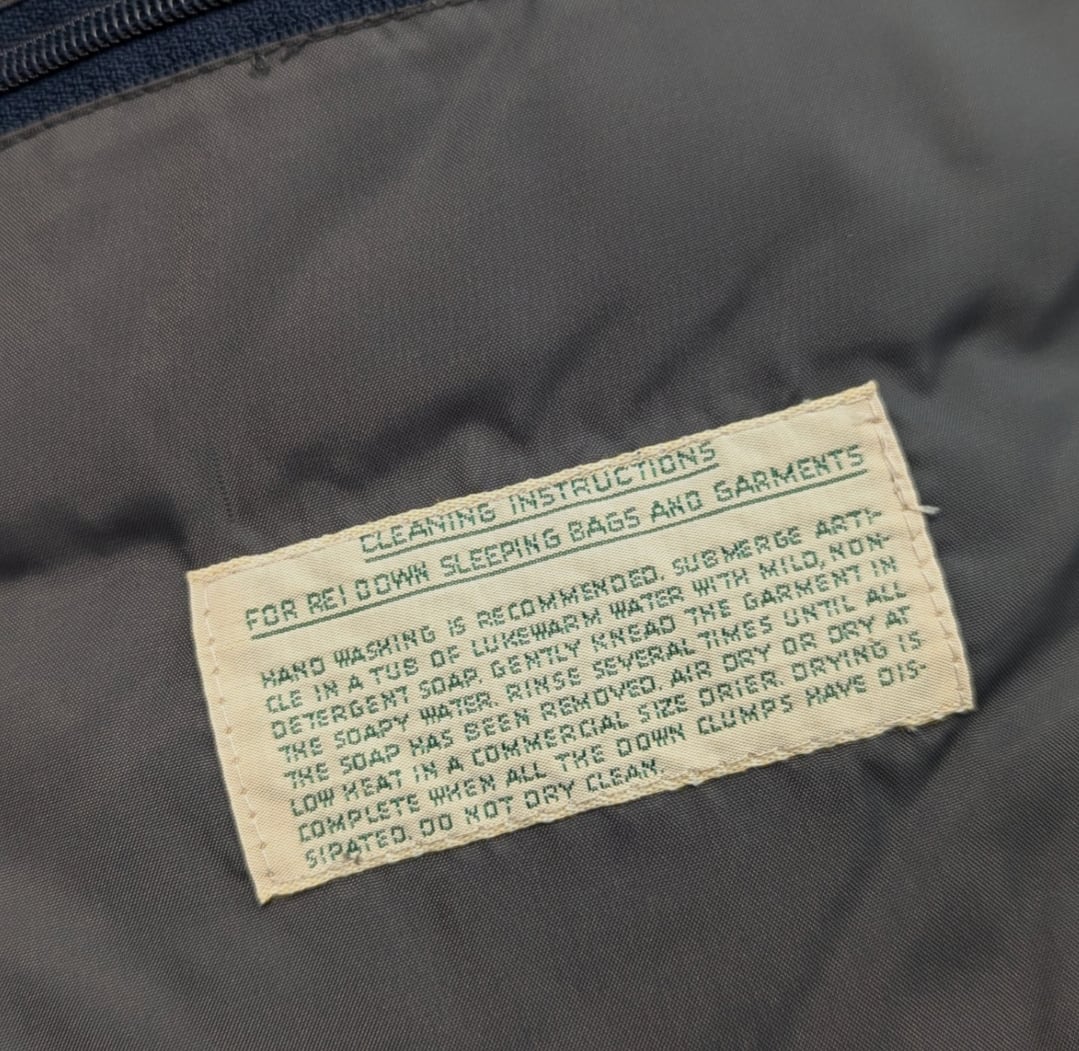 CLEANING INSTRUCTIONS
FOR REI DOWN SLEEPING BAGS AND GARMENTS
HAND WASHING IS RECOMMENDED. SUBMERGE ARTI-
CLE IN A TUB OF LUKEWARM WATER WITH MILD, NON-
DETERGENT SOAP. GENTLY KNEAD THE GARMENT IN
THE SOAPY WATER. RINSE SEVERAL TIMES UNTIL ALL
THE SOAP HAS BEEN REMOVED. AIR DRY OR DRY AT
LOW HEAT IN A COMMERCIAL SIZE DRIER. DRYING IS
COMPLETE WHEN ALL THE DOWN CLUMPS HAVE DIS-
SIPATED. DO NOT DRY CLEAN.